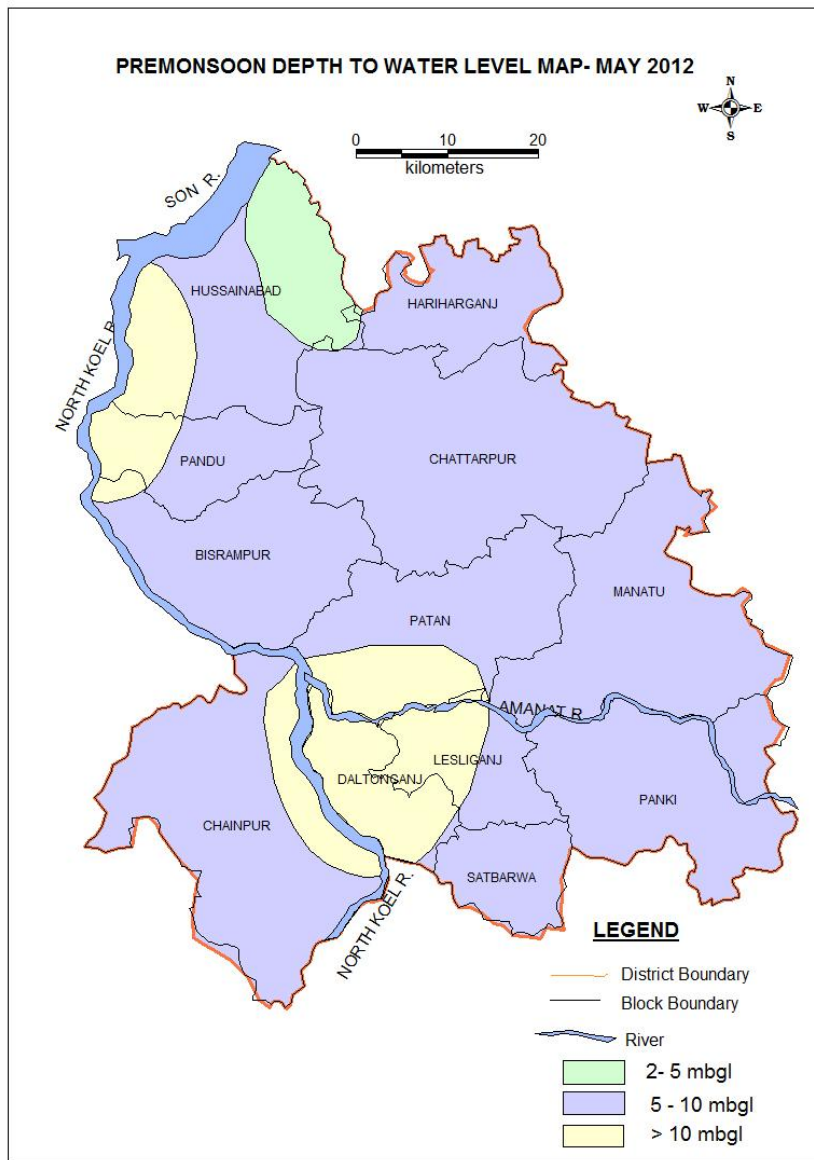 PREMONSOON DEPTH TO WATER LEVEL MAP- MAY 2012
N
W E
S
0 10 20
kilometers
SON R.
HUSSAINABAD
HARIHARGANJ
NORTH KOEL R.
PANDU
CHATTARPUR
BISRAMPUR
MANATU
PATAN
AMANAT R
LESLIGANJ
DALTONGANJ
PANKI
CHAINPUR
SATBARWA
NORTH KOEL R.
LEGEND
District Boundary
Block Boundary
River
2- 5 mbgl
5 - 10 mbgl
> 10 mbgl